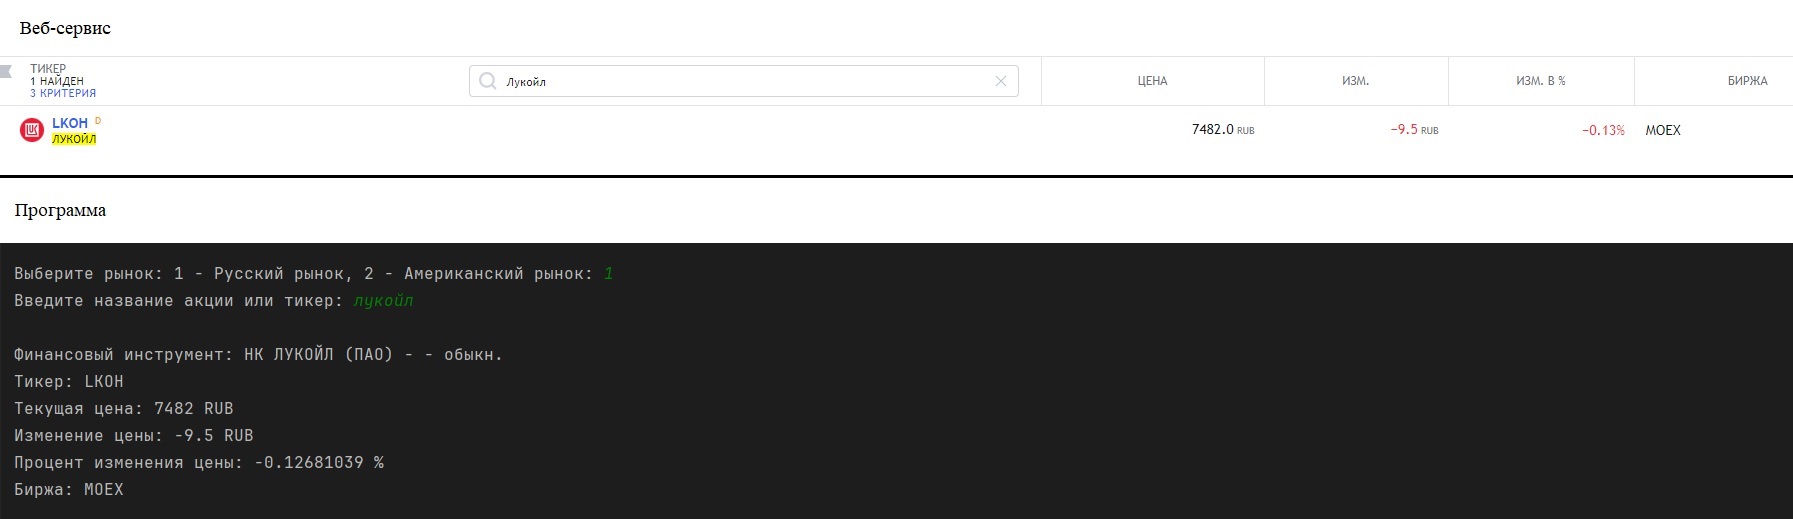 Веб-сервис
ТИКЕР
1 НАЙДЕН
3 КРИТЕРИЯ
Лукойл
ЦЕНА
ИЗМ.
ИЗМ. В %
БИРЖА
LKOH D
ЛУКОЙЛ
7482.0 RUB
−9.5 RUB
−0.13%
MOEX
Программа
Выберите рынок: 1 - Русский рынок, 2 - Американский рынок: 1
Введите название акции или тикер: лукойл
Финансовый инструмент: НК ЛУКОЙЛ (ПАО) - - обыкн.
Тикер: LKOH
Текущая цена: 7482 RUB
Изменение цены: -9.5 RUB
Процент изменения цены: -0.12681039 %
Биржа: MOEX